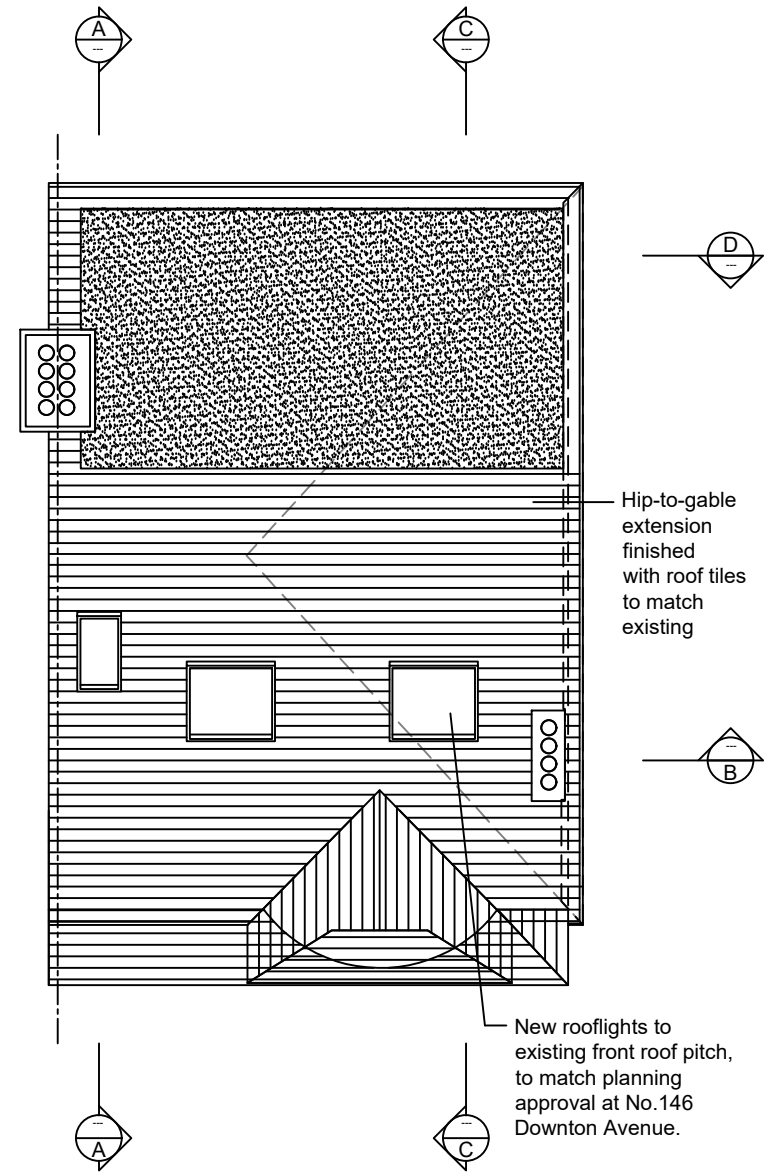 A
---
C
---
D
---
Hip-to-gable
extension
finished
with roof tiles
to match
existing
---
B
New rooflights to
existing front roof pitch,
to match planning
approval at No.146
Downton Avenue.
---
A
---
C